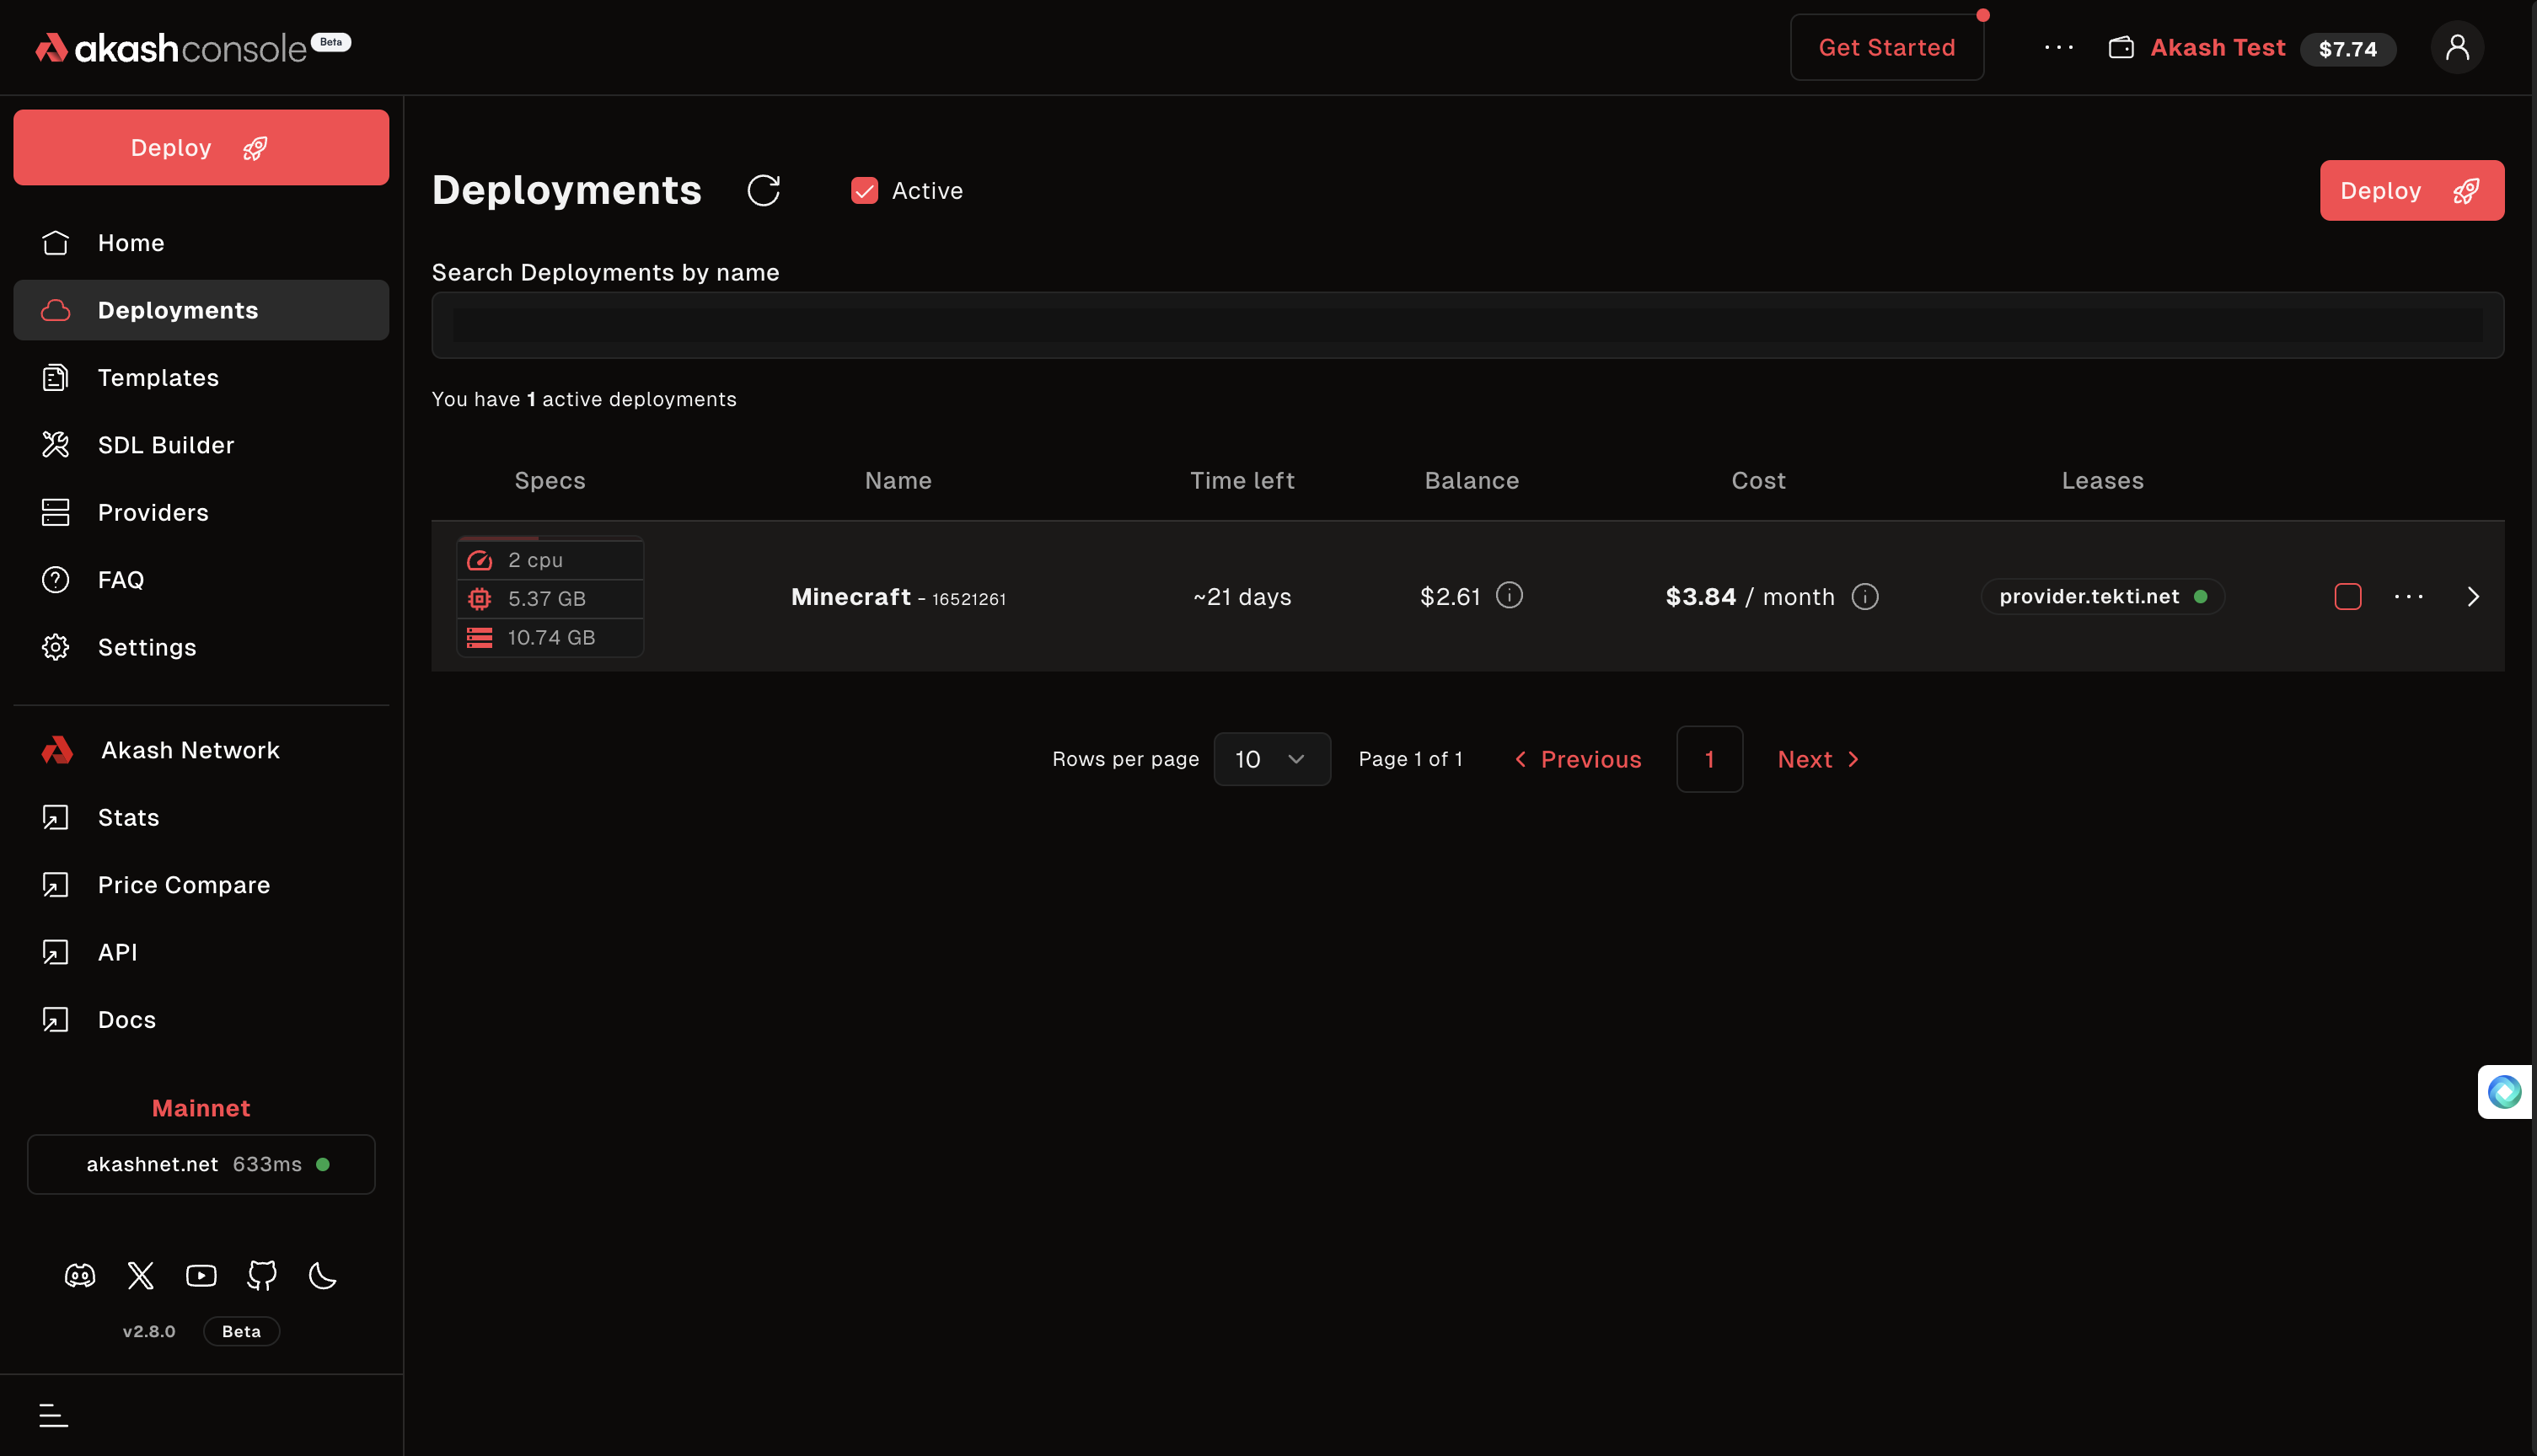 akashconsole Beta
Get Started
···
Akash Test $7.74
Deploy
Home
Deployments
Templates
SDL Builder
Providers
FAQ
Settings
Akash Network
Stats
Price Compare
API
Docs
Mainnet
akashnet.net 633ms
v2.8.0 Beta
Deployments Active Deploy
Search Deployments by name
You have 1 active deployments
Specs Name Time left Balance Cost Leases
2 cpu
5.37 GB
10.74 GB
Minecraft - 16521261 ~21 days $2.61 $3.84 / month provider.tekti.net ···
Rows per page 10 Page 1 of 1 Previous 1 Next